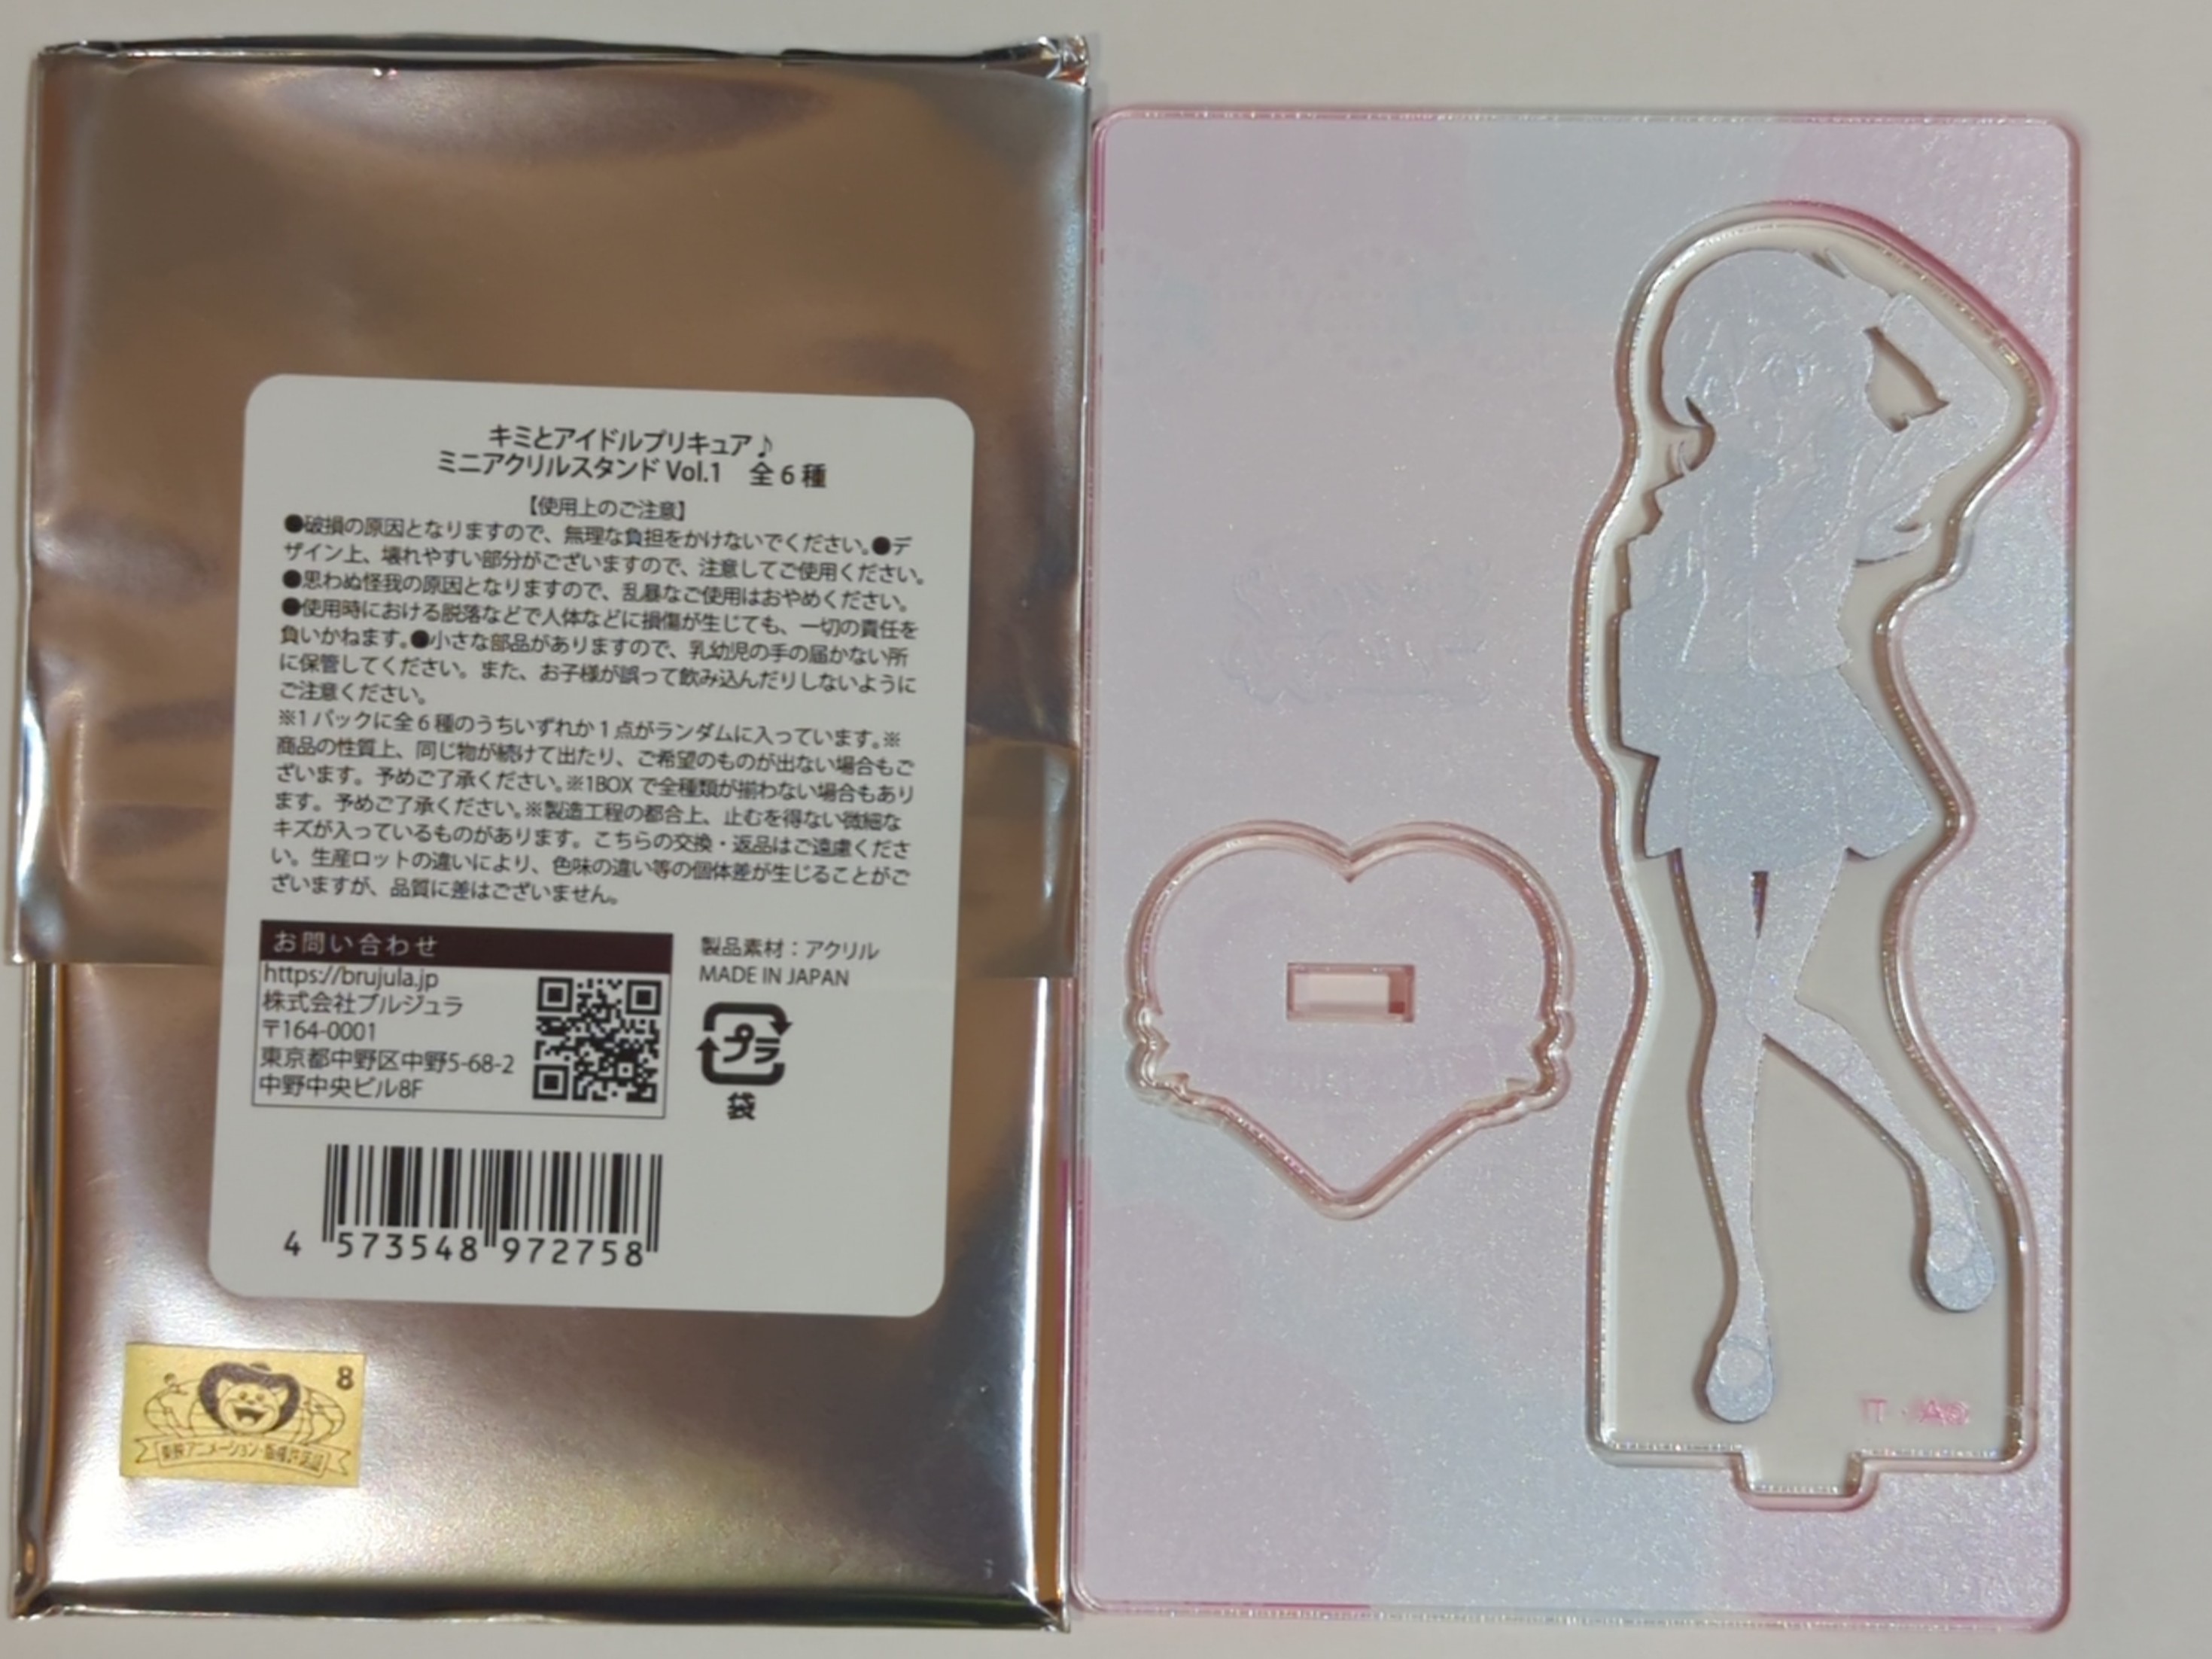 キミとアイドルプリキュア♪
ミニアクリルスタンド Vol.1　全6種
【使用上のご注意】
●破損の原因となりますので、無理な負担をかけないでください。●デ
ザイン上、壊れやすい部分がございますので、注意してご使用ください。
●思わぬ怪我の原因となりますので、乱暴なご使用はおやめください。
●使用時における脱落などで人体などに損傷が生じても、一切の責任を
負いかねます。●小さな部品がありますので、乳幼児の手の届かない所
に保管してください。また、お子様が誤って飲み込んだりしないように
ご注意ください。
※1パックに全6種のうちいずれか1点がランダムに入っています。※
商品の性質上、同じ物が続けて出たり、ご希望のものが出ない場合もご
ざいます。予めご了承ください。※1BOXで全種類が揃わない場合もあり
ます。予めご了承ください。※製造工程の都合上、止むを得ない微細な
キズが入っているものがあります。こちらの交換・返品はご遠慮くださ
い。生産ロットの違いにより、色味の違い等の個体差が生じることがご
ざいますが、品質に差はございません。
お問い合わせ
https://brujula.jp
株式会社ブルジュラ
〒164-0001
東京都中野区中野5-68-2
中野中央ビル8F
製品素材：アクリル
MADE IN JAPAN
プラ
袋
4 573548 972758
8
東映アニメーション・版権許諾証